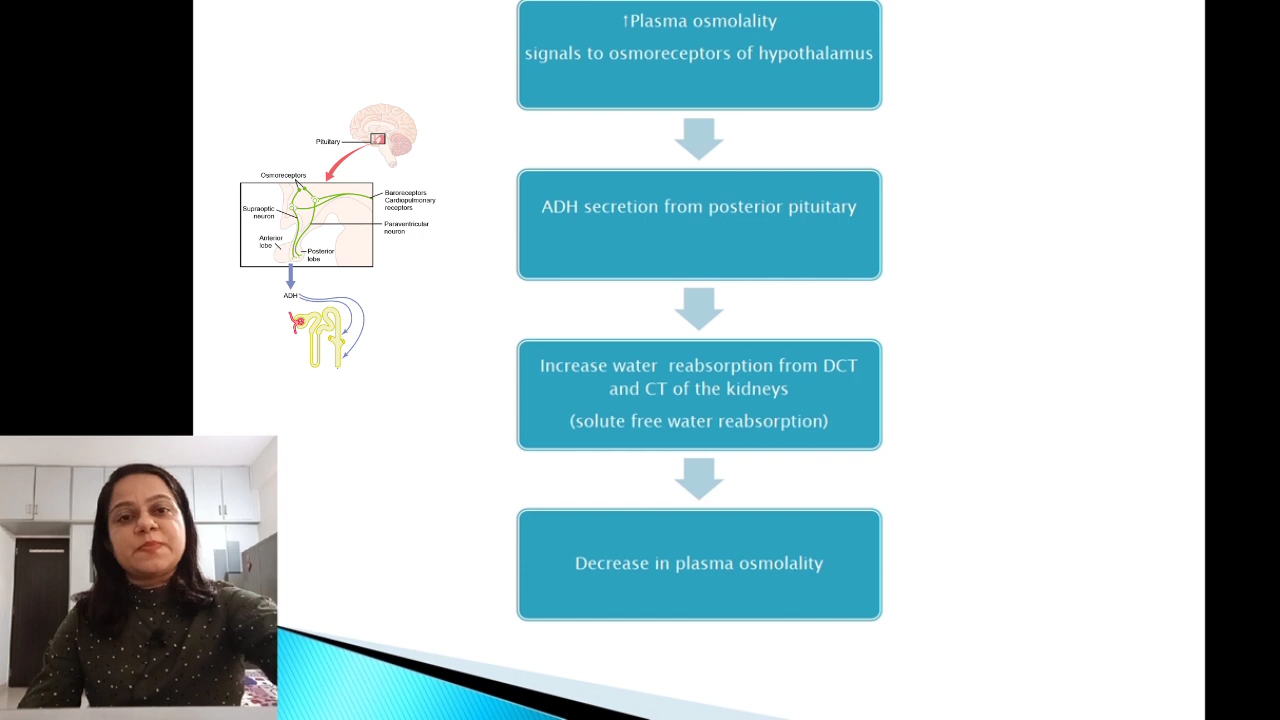 ↑Plasma osmolality
signals to osmoreceptors of hypothalamus
ADH secretion from posterior pituitary
Increase water  reabsorption from DCT
and CT of the kidneys
(solute free water reabsorption)
Decrease in plasma osmolality
Pituitary
Osmoreceptors
Baroreceptors
Cardiopulmonary
receptors
Supraoptic
neuron
Paraventricular
neuron
Anterior
lobe
Posterior
lobe
ADH